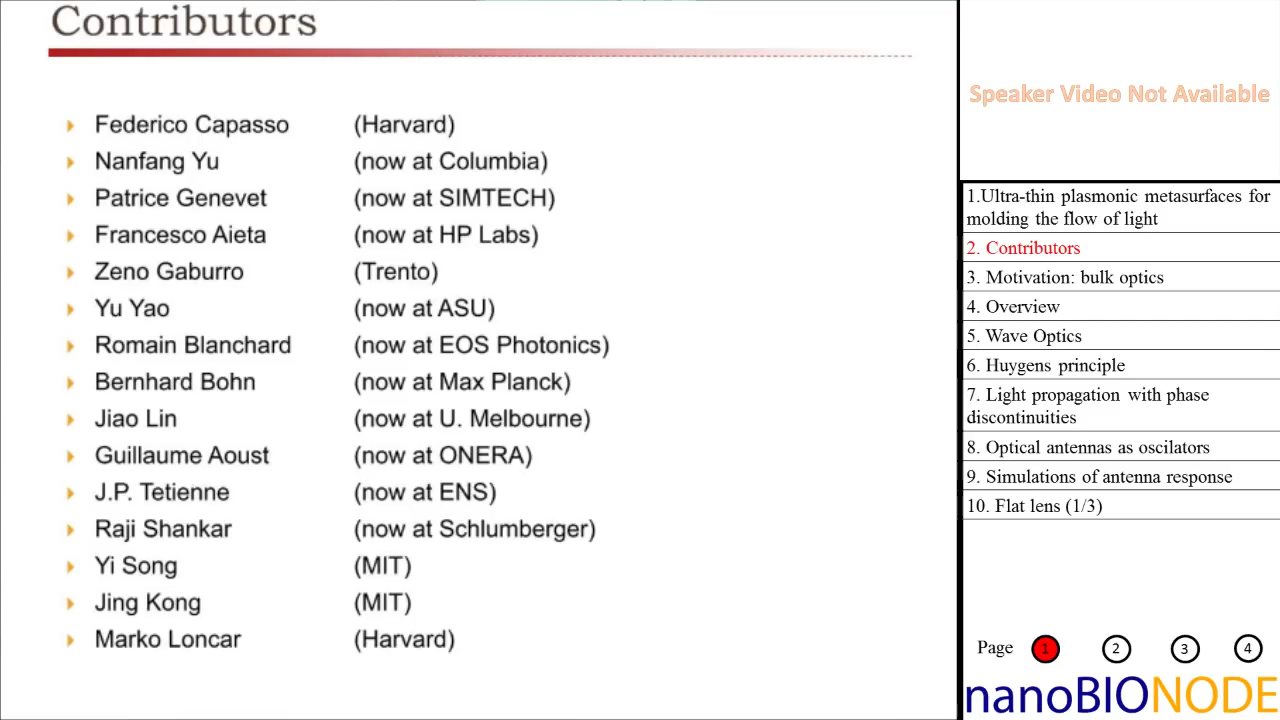 Contributors
Federico Capasso (Harvard)
Nanfang Yu (now at Columbia)
Patrice Genevet (now at SIMTECH)
Francesco Aieta (now at HP Labs)
Zeno Gaburro (Trento)
Yu Yao (now at ASU)
Romain Blanchard (now at EOS Photonics)
Bernhard Bohn (now at Max Planck)
Jiao Lin (now at U. Melbourne)
Guillaume Aoust (now at ONERA)
J.P. Tetienne (now at ENS)
Raji Shankar (now at Schlumberger)
Yi Song (MIT)
Jing Kong (MIT)
Marko Loncar (Harvard)
Speaker Video Not Available
1.Ultra-thin plasmonic metasurfaces for
molding the flow of light
2. Contributors
3. Motivation: bulk optics
4. Overview
5. Wave Optics
6. Huygens principle
7. Light propagation with phase
discontinuities
8. Optical antennas as oscilators
9. Simulations of antenna response
10. Flat lens (1/3)
Page 1 2 3 4
nanoBIONODE